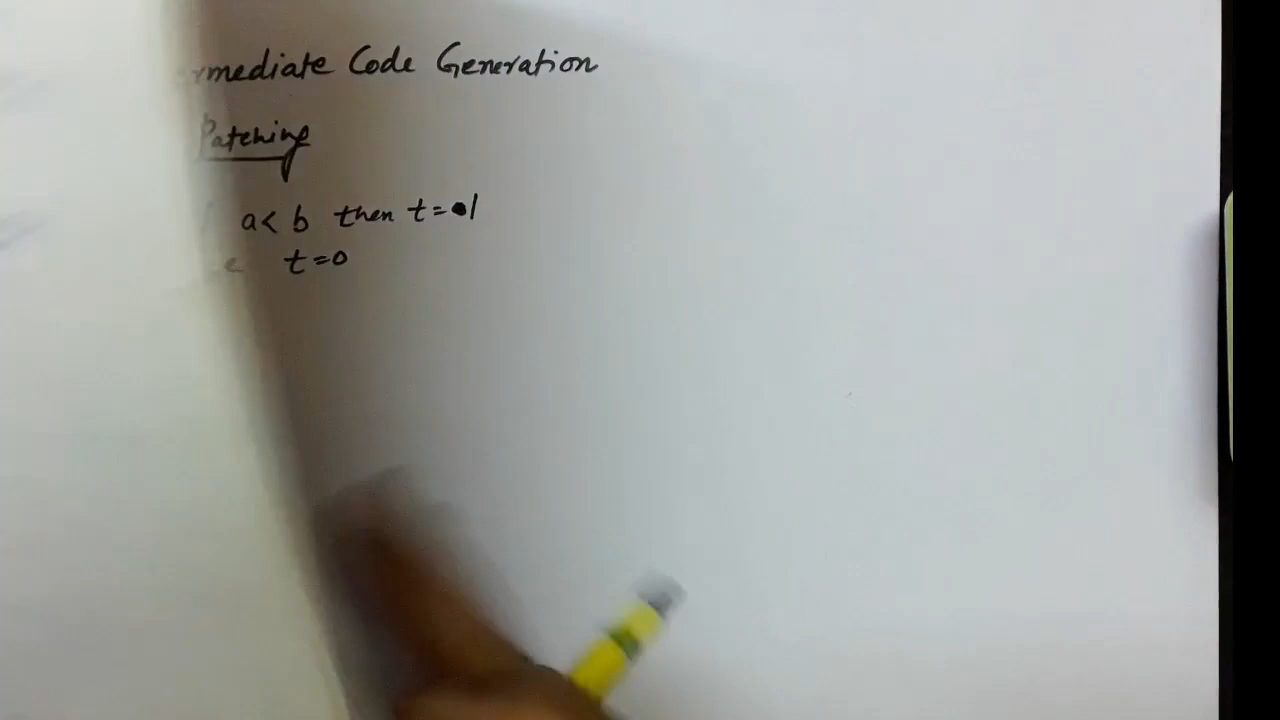 rmediate Code Generation
Patching
a< b then t=1
e t=0